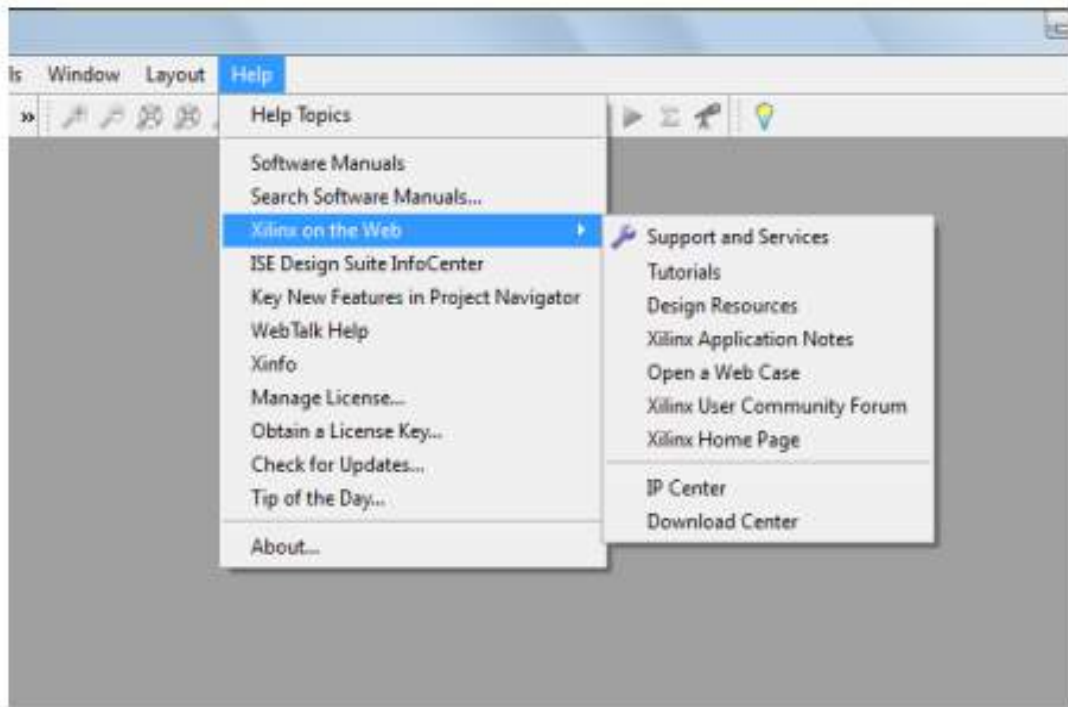 ls Window Layout Help
»
Help Topics
Software Manuals
Search Software Manuals...
Xilinx on the Web
ISE Design Suite InfoCenter
Key New Features in Project Navigator
WebTalk Help
Xinfo
Manage License...
Obtain a License Key...
Check for Updates...
Tip of the Day...
About...
Support and Services
Tutorials
Design Resources
Xilinx Application Notes
Open a Web Case
Xilinx User Community Forum
Xilinx Home Page
IP Center
Download Center